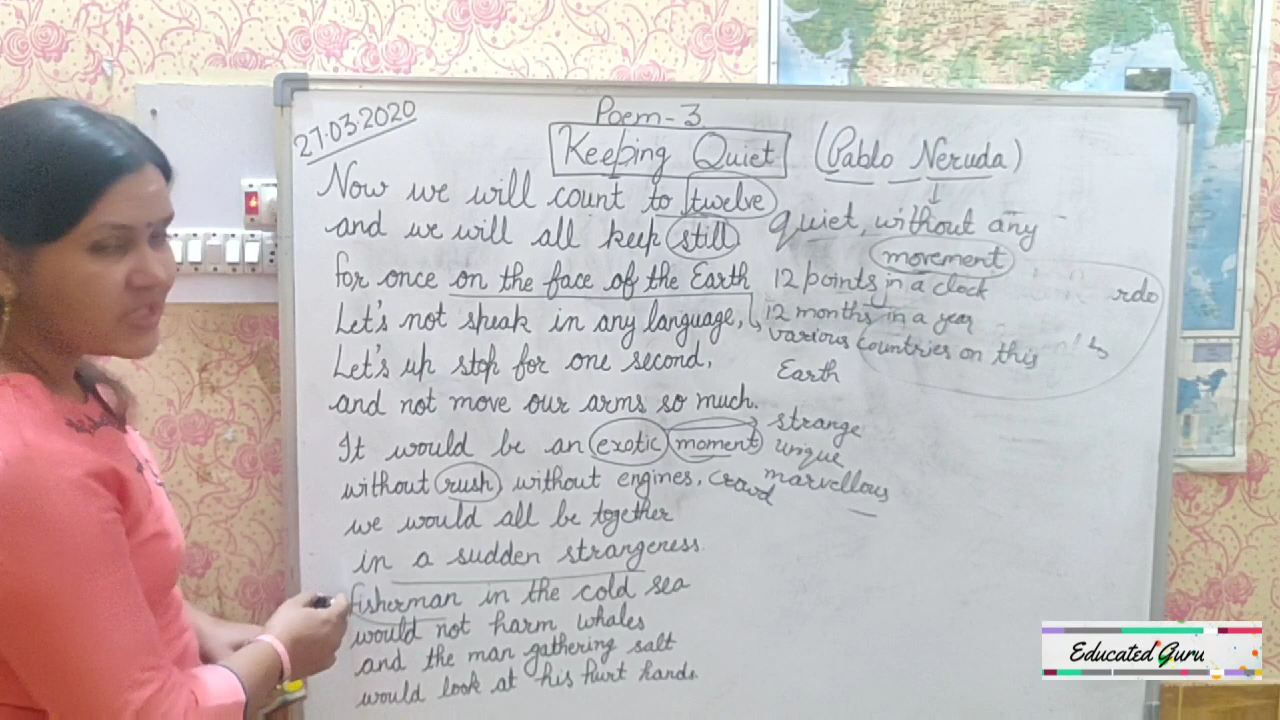 27.03.2020
Poem-3
Keeping Quiet (Pablo Neruda)
Now we will count to twelve
and we will all keep still
for once on the face of the Earth
Let's not speak in any language,
Let's up stop for one second,
and not move our arms so much.
It would be an exotic moment
without rush, without engines,
we would all be together
in a sudden strangeness.
fisherman in the cold sea
would not harm whales
and the man gathering salt
would look at his hurt hands.
quiet, without any
movement
12 points in a clock
12 months in a year
various countries on this
Earth
strange
unique
marvellous
crowd
rdo
Educated Guru